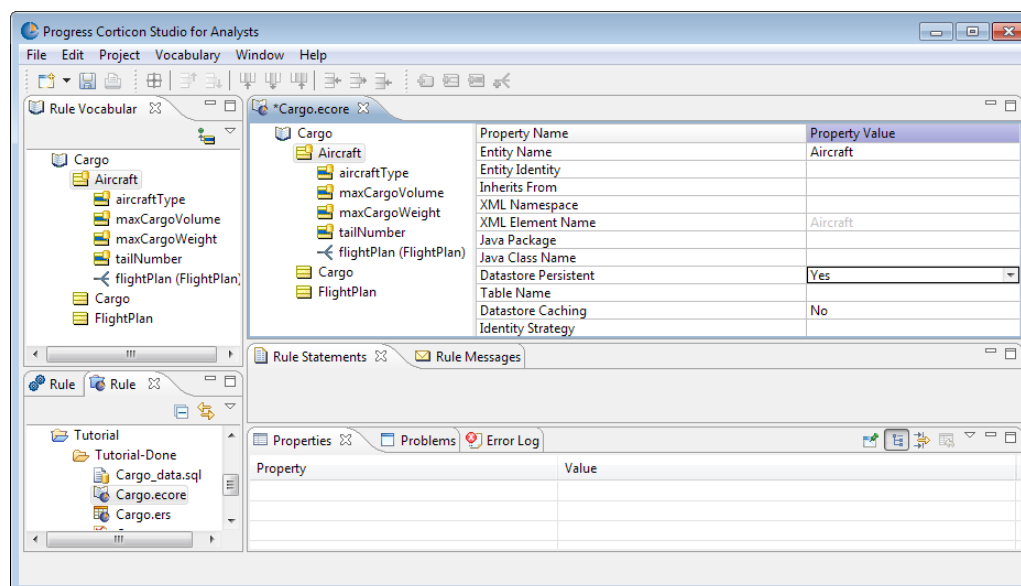 Progress Corticon Studio for Analysts
File Edit Project Vocabulary Window Help
Rule Vocabular
Cargo
Aircraft
aircraftType
maxCargoVolume
maxCargoWeight
tailNumber
flightPlan (FlightPlan)
Cargo
FlightPlan
*Cargo.ecore
Cargo
Aircraft
aircraftType
maxCargoVolume
maxCargoWeight
tailNumber
flightPlan (FlightPlan)
Cargo
FlightPlan
Property Name Property Value
Entity Name Aircraft
Entity Identity
Inherits From
XML Namespace
XML Element Name Aircraft
Java Package
Java Class Name
Datastore Persistent Yes
Table Name
Datastore Caching No
Identity Strategy
Rule Statements Rule Messages
Rule Rule
Tutorial
Tutorial-Done
Cargo_data.sql
Cargo.ecore
Cargo.ers
Properties Problems Error Log
Property Value